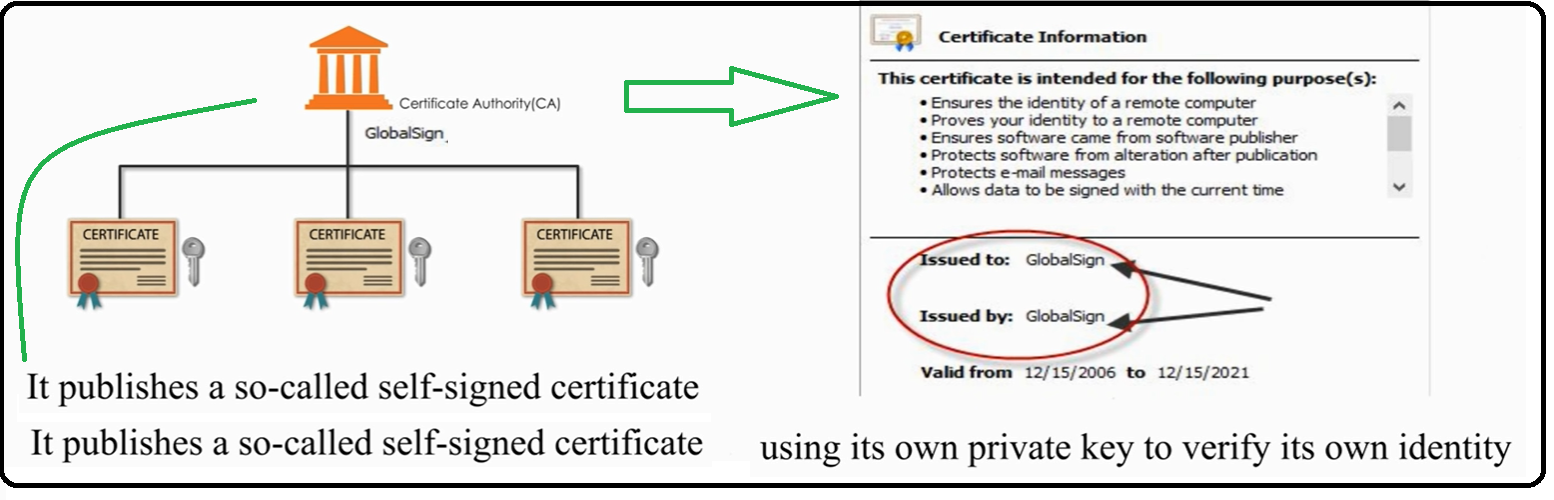 Certificate Authority(CA)
GlobalSign
CERTIFICATE
CERTIFICATE
CERTIFICATE
It publishes a so-called self-signed certificate
It publishes a so-called self-signed certificate
Certificate Information
This certificate is intended for the following purpose(s):
• Ensures the identity of a remote computer
• Proves your identity to a remote computer
• Ensures software came from software publisher
• Protects software from alteration after publication
• Protects e-mail messages
• Allows data to be signed with the current time
Issued to: GlobalSign
Issued by: GlobalSign
Valid from 12/15/2006 to 12/15/2021
using its own private key to verify its own identity